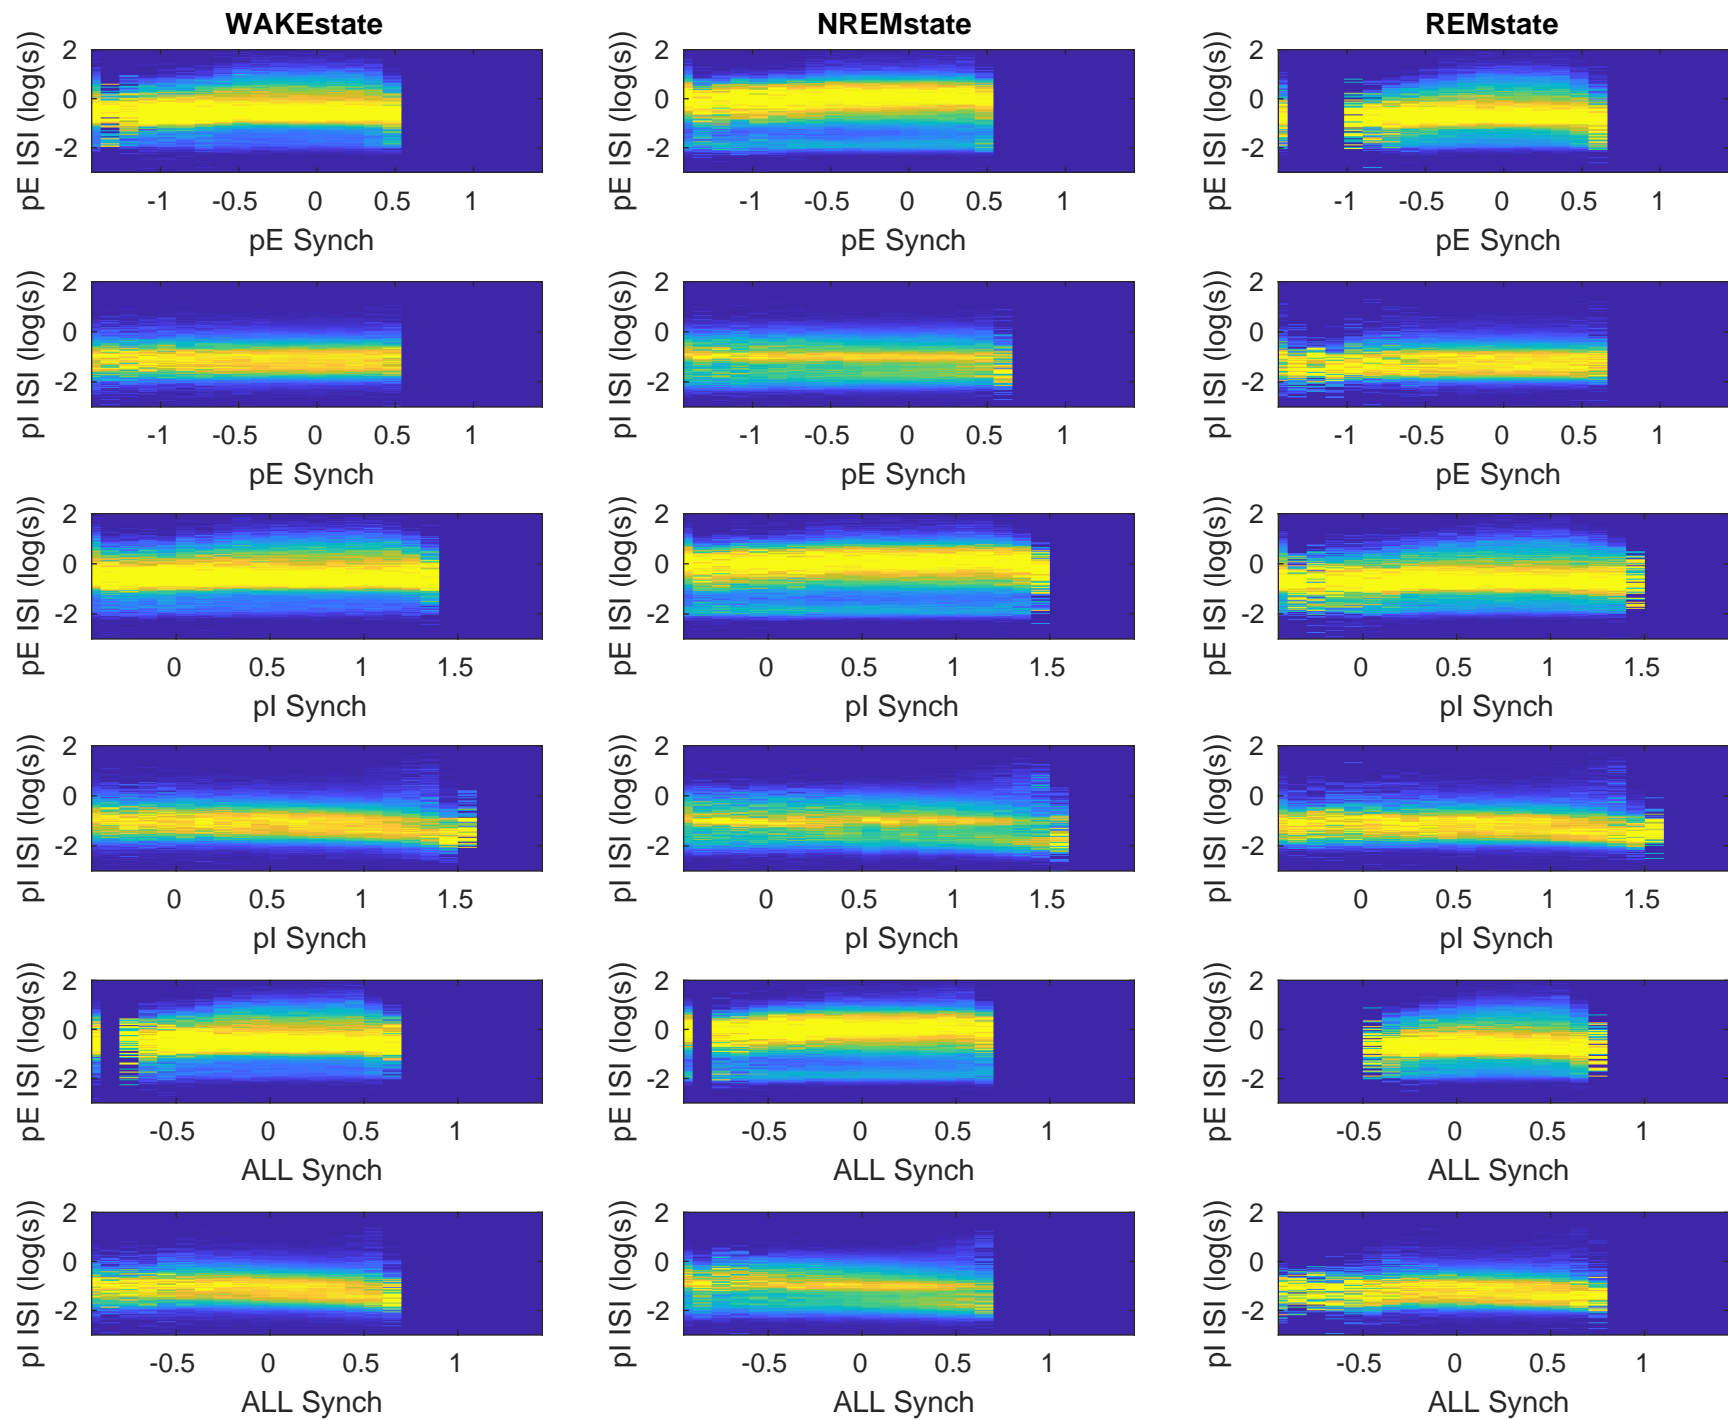 WAKEstate NREMstate REMstate
pE ISI (log(s)) 2 0 -2 pE ISI (log(s)) 2 0 -2 pE ISI (log(s)) 2 0 -2
-1 -0.5 0 0.5 1 -1 -0.5 0 0.5 1 -1 -0.5 0 0.5 1
pE Synch pE Synch pE Synch
pI ISI (log(s)) 2 0 -2 pI ISI (log(s)) 2 0 -2 pI ISI (log(s)) 2 0 -2
-1 -0.5 0 0.5 1 -1 -0.5 0 0.5 1 -1 -0.5 0 0.5 1
pE Synch pE Synch pE Synch
pE ISI (log(s)) 2 0 -2 pE ISI (log(s)) 2 0 -2 pE ISI (log(s)) 2 0 -2
0 0.5 1 1.5 0 0.5 1 1.5 0 0.5 1 1.5
pI Synch pI Synch pI Synch
pI ISI (log(s)) 2 0 -2 pI ISI (log(s)) 2 0 -2 pI ISI (log(s)) 2 0 -2
0 0.5 1 1.5 0 0.5 1 1.5 0 0.5 1 1.5
pI Synch pI Synch pI Synch
pE ISI (log(s)) 2 0 -2 pE ISI (log(s)) 2 0 -2 pE ISI (log(s)) 2 0 -2
-0.5 0 0.5 1 -0.5 0 0.5 1 -0.5 0 0.5 1
ALL Synch ALL Synch ALL Synch
pI ISI (log(s)) 2 0 -2 pI ISI (log(s)) 2 0 -2 pI ISI (log(s)) 2 0 -2
-0.5 0 0.5 1 -0.5 0 0.5 1 -0.5 0 0.5 1
ALL Synch ALL Synch ALL Synch